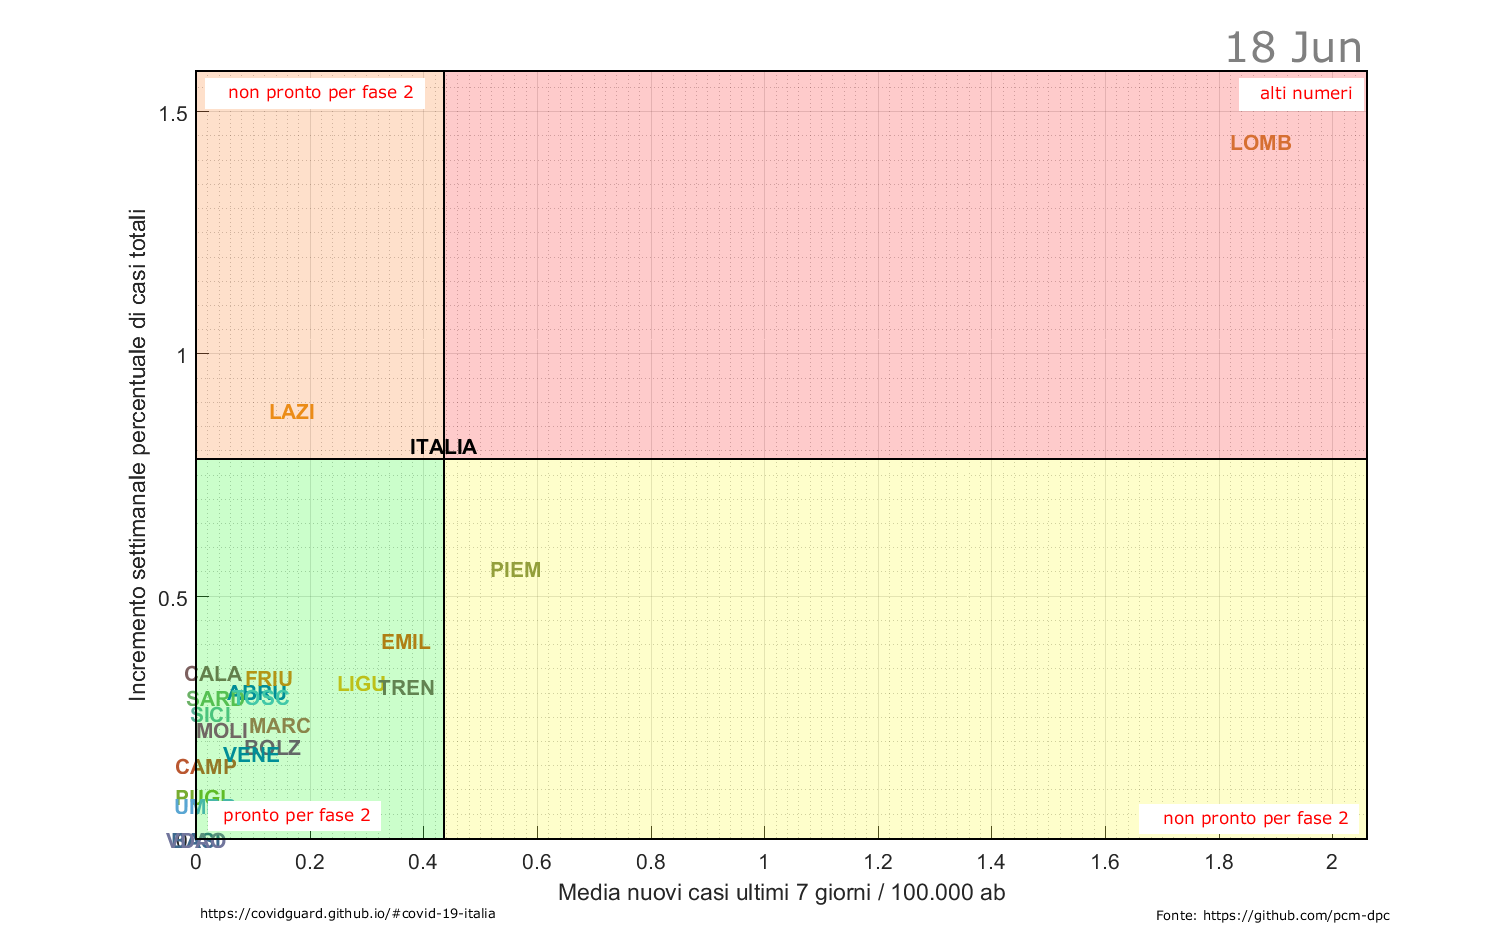 18 Jun
non pronto per fase 2
alti numeri
1.5
LOMB
Incremento settimanale percentuale di casi totali
1
LAZI
ITALIA
PIEM
0.5
EMIL
CALA
FRIU
LIGU
TREN
ABRU
TOSC
SARD
SICI
MARC
MOLI
BOLZ
VENE
CAMP
PUGL
pronto per fase 2
non pronto per fase 2
0 0.2 0.4 0.6 0.8 1 1.2 1.4 1.6 1.8 2
Media nuovi casi ultimi 7 giorni / 100.000 ab
https://covidguard.github.io/#covid-19-italia
Fonte: https://github.com/pcm-dpc